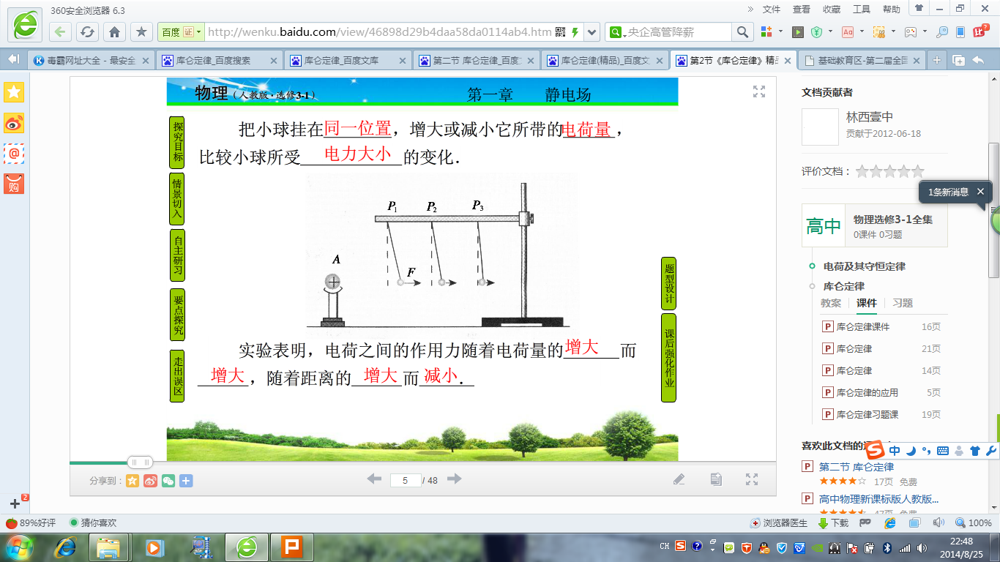 360安全浏览器 6.3
» 文件 查看 收藏 工具 帮助
百度 证 http://wenku.baidu.com/view/46898d29b4daa58da0114ab4.htm 央企高管降薪
毒霸网址大全 - 最安全 库仑定律_百度搜索 库仑定律_百度文库 第二节 库仑定律_百度文 库仑定律(精品)_百度文 第2节《库仑定律》精品 基础教育区-第二届全国
物理(人教版·选修3-1) 第一章 静电场
把小球挂在同一位置，增大或减小它所带的电荷量，
比较小球所受电力大小的变化．
探究目标
情景切入
自主研习
要点探究
走出误区
P1 P2 P3
A
F
题型设计
课后强化作业
实验表明，电荷之间的作用力随着电荷量的增大而
增大，随着距离的增大而减小．
分享到：
5 / 48
文档贡献者
林西壹中
贡献于2012-06-18
评价文档：
1条新消息
高中
物理选修3-1全集
0课件 0习题
电荷及其守恒定律
库仑定律
教案 课件 习题
P 库仑定律课件 16页
P 库仑定律 21页
P 库仑定律 14页
P 库仑定律的应用 5页
P 库仑定律习题课 19页
喜欢此文档的
S 中
P 第二节 库仑定律
17页 免费
P 高中物理新课标版人教版...
47页 免费
购
2
89%好评 猜你喜欢 浏览器医生 下载 100%
CH 22:48
2014/8/25